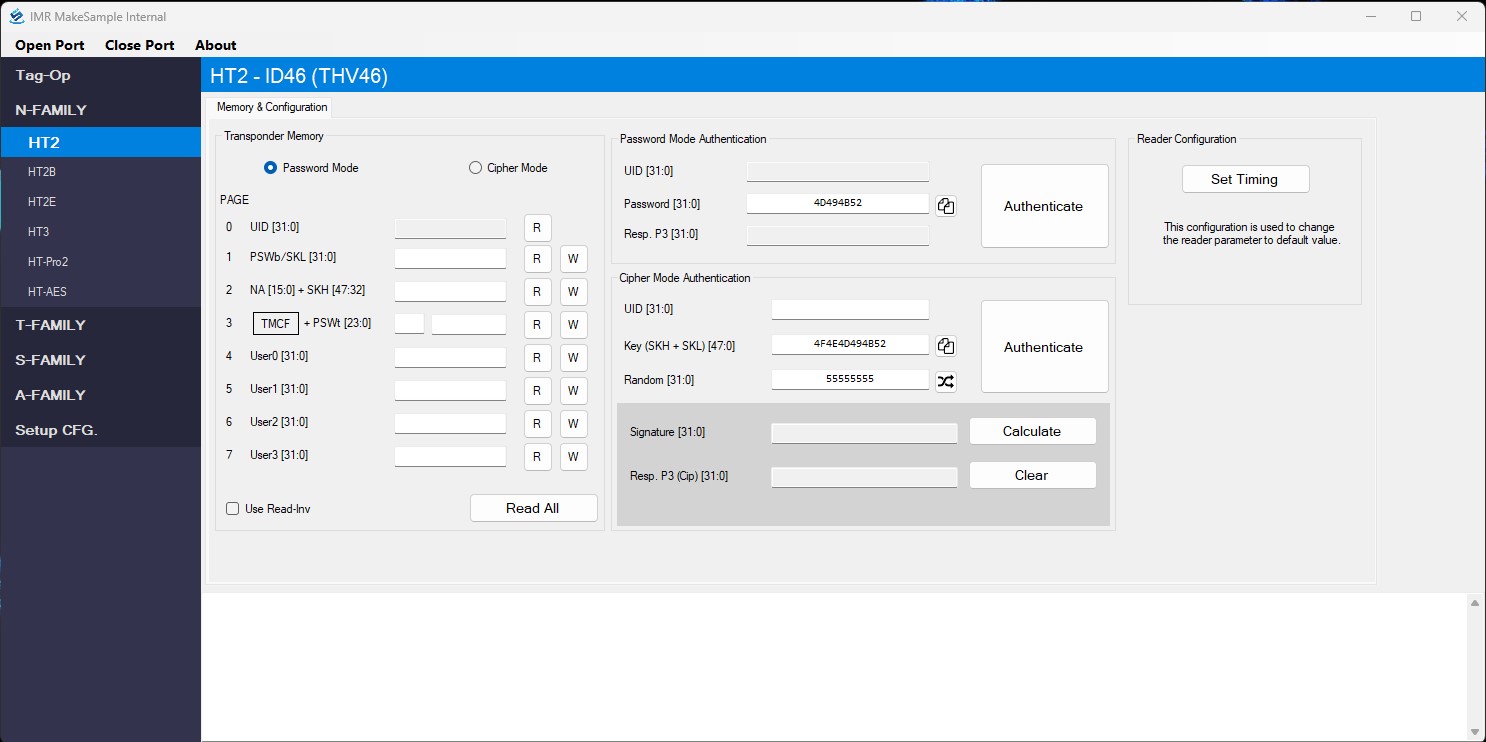 IMR MakeSample Internal
Open Port Close Port About
Tag-Op
N-FAMILY
HT2
HT2B
HT2E
HT3
HT-Pro2
HT-AES
T-FAMILY
S-FAMILY
A-FAMILY
Setup CFG.
HT2 - ID46 (THV46)
Memory & Configuration
Transponder Memory
Password Mode Cipher Mode
PAGE
0 UID [31:0] R
1 PSWb/SKL [31:0] R W
2 NA [15:0] + SKH [47:32] R W
3 TMCF + PSWt [23:0] R W
4 User0 [31:0] R W
5 User1 [31:0] R W
6 User2 [31:0] R W
7 User3 [31:0] R W
Use Read-Inv Read All
Password Mode Authentication
UID [31:0]
Password [31:0] 4D494B52
Resp. P3 [31:0]
Authenticate
Cipher Mode Authentication
UID [31:0]
Key (SKH + SKL) [47:0] 4F4E4D494B52
Random [31:0] 55555555
Authenticate
Signature [31:0] Calculate
Resp. P3 (Cip) [31:0] Clear
Reader Configuration
Set Timing
This configuration is used to change
the reader parameter to default value.